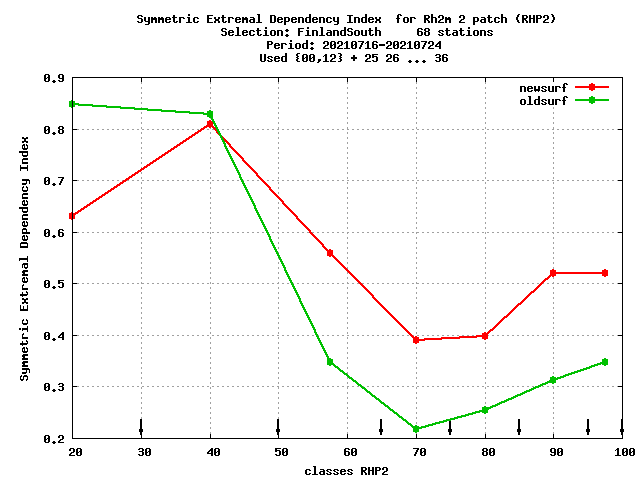 Symmetric Extremal Dependency Index  for Rh2m 2 patch (RHP2)
Selection: FinlandSouth     68 stations
Period: 20210716-20210724
Used {00,12} + 25 26 ... 36
newsurf
oldsurf
Symmetric Extremal Dependency Index
0.9
0.8
0.7
0.6
0.5
0.4
0.3
0.2
20 30 40 50 60 70 80 90 100
classes RHP2